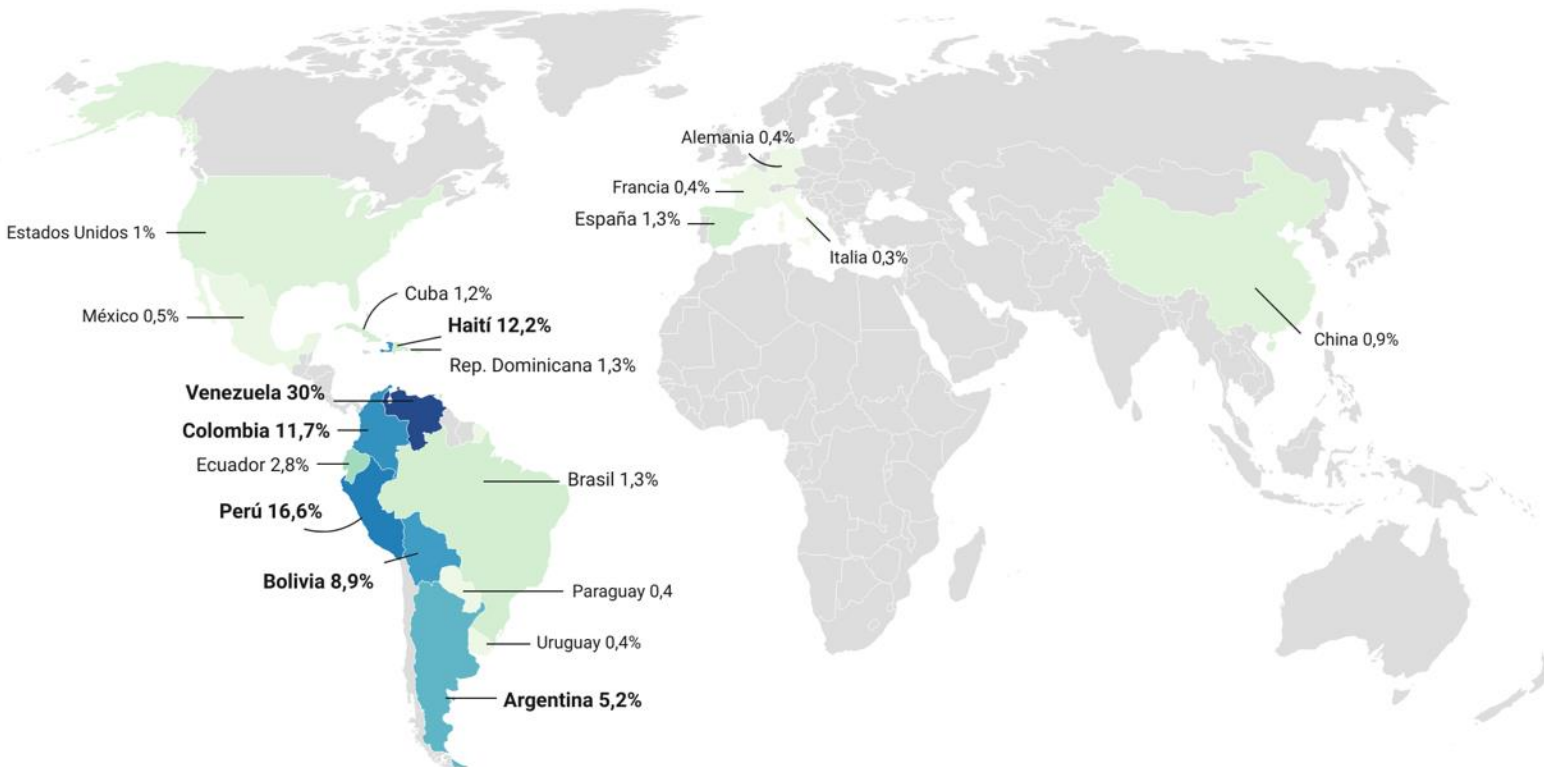 Alemania 0,4%
Francia 0,4%
España 1,3%
Estados Unidos 1%
Italia 0,3%
Cuba 1,2%
México 0,5%
Haití 12,2%
China 0,9%
Rep. Dominicana 1,3%
Venezuela 30%
Colombia 11,7%
Ecuador 2,8%
Brasil 1,3%
Perú 16,6%
Bolivia 8,9%
Paraguay 0,4
Uruguay 0,4%
Argentina 5,2%